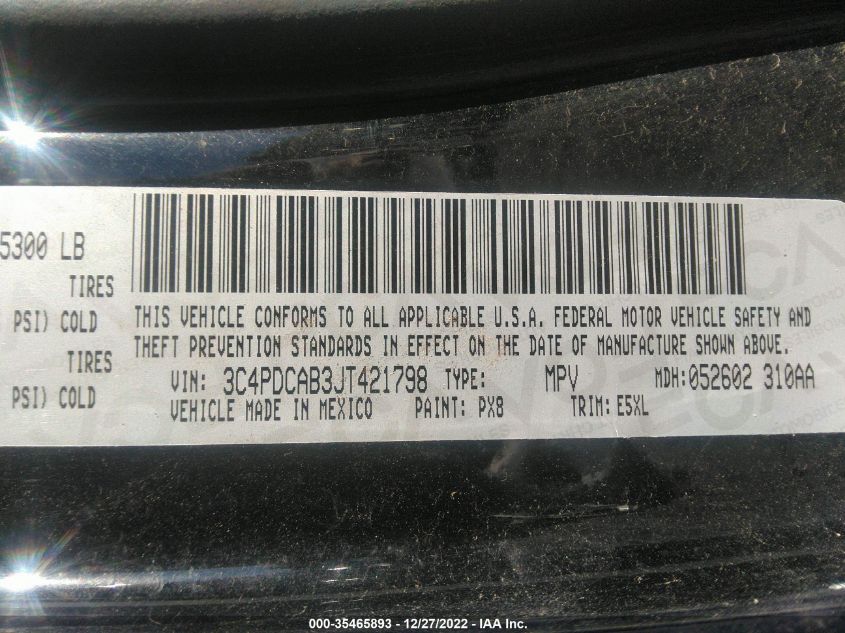 5300 LB
TIRES
PSI) COLD
TIRES
PSI) COLD
THIS VEHICLE CONFORMS TO ALL APPLICABLE U.S.A. FEDERAL MOTOR VEHICLE SAFETY AND
THEFT PREVENTION STANDARDS IN EFFECT ON THE DATE OF MANUFACTURE SHOWN ABOVE.
VIN: 3C4PDCAB3JT421798 TYPE: MPV MDH:052602 310AA
VEHICLE MADE IN MEXICO PAINT: PX8 TRIM: E5XL
000-35465893 - 12/27/2022 - IAA Inc.